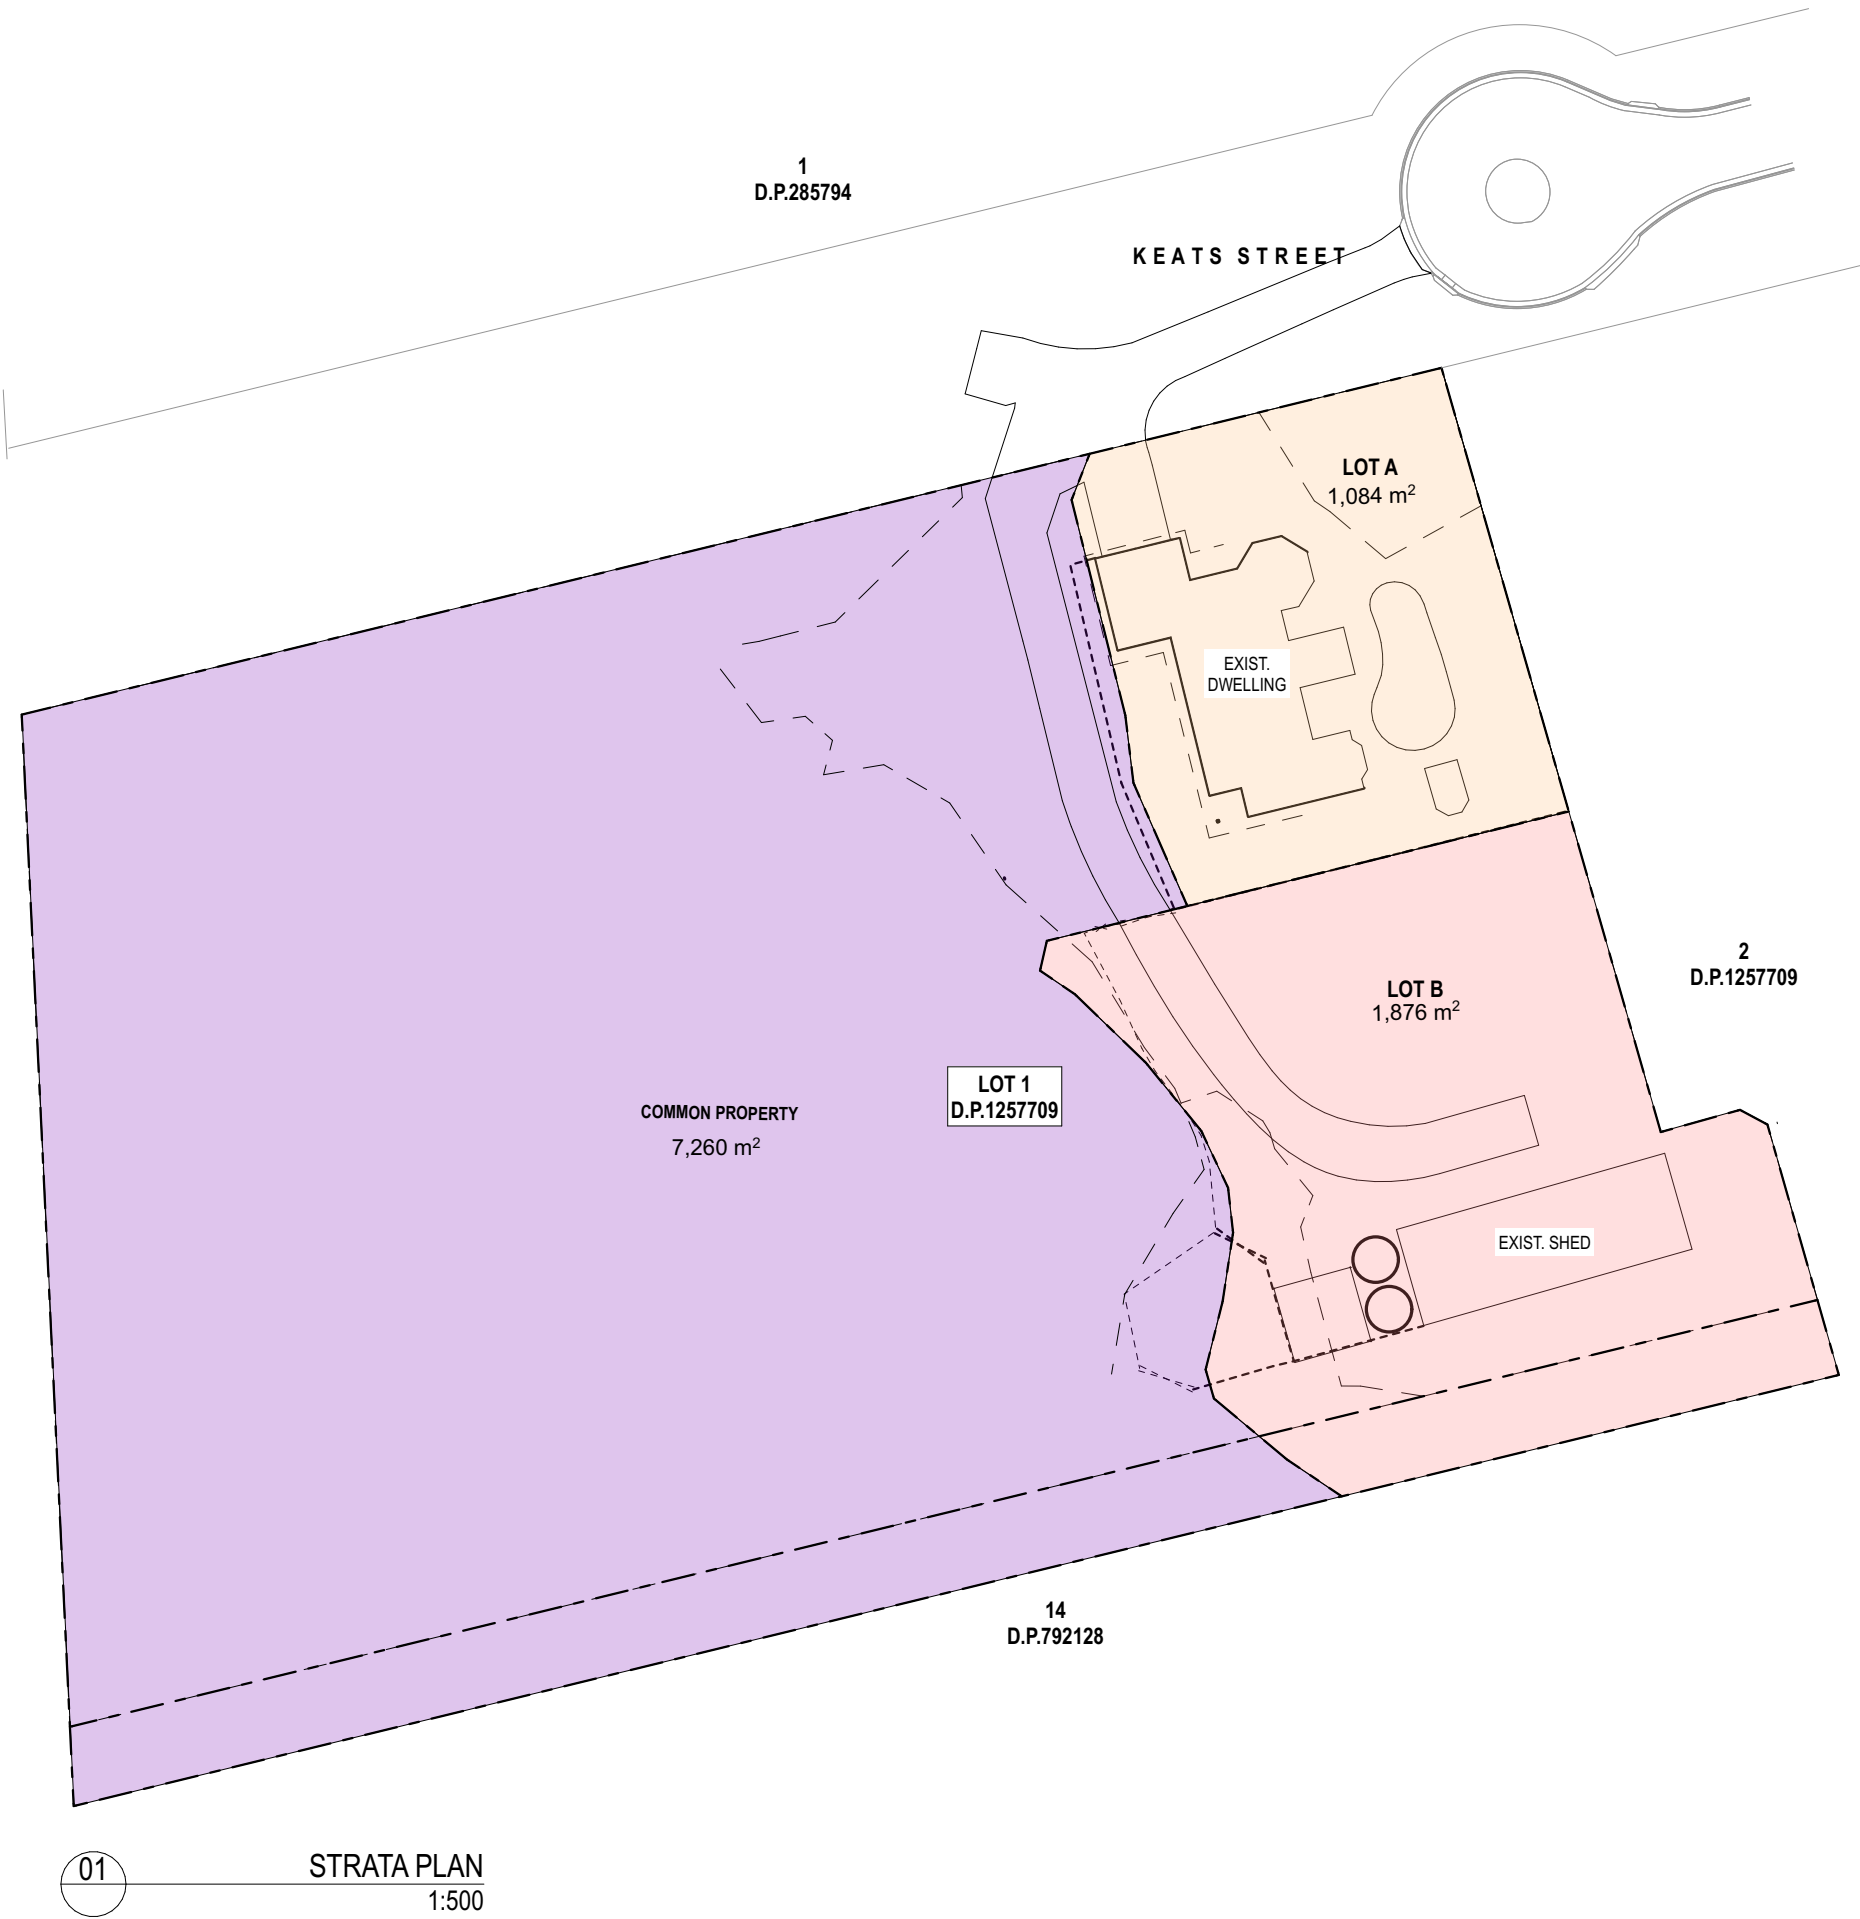 1
D.P.285794
KEATS STREET
LOT A
1,084 m²
EXIST.
DWELLING
2
D.P.1257709
LOT B
1,876 m²
LOT 1
D.P.1257709
COMMON PROPERTY
7,260 m²
EXIST. SHED
14
D.P.792128
01
STRATA PLAN
1:500